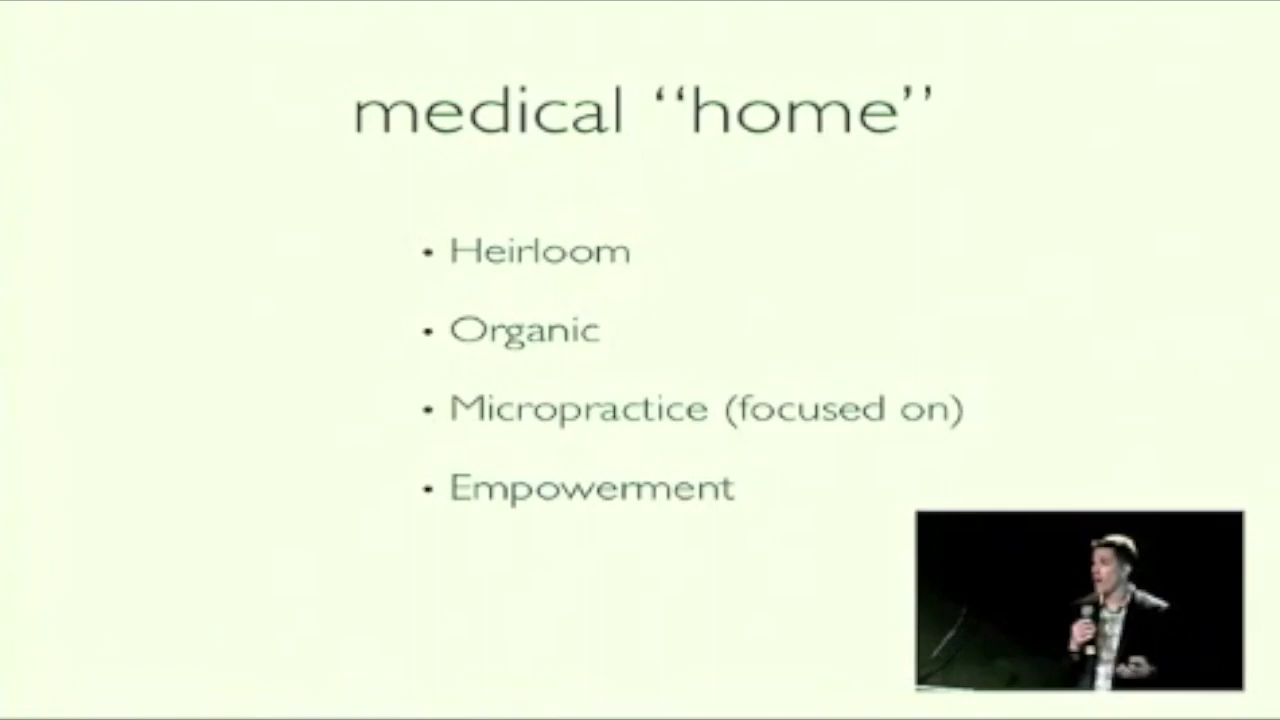 medical “home”
• Heirloom
• Organic
• Micropractice (focused on)
• Empowerment